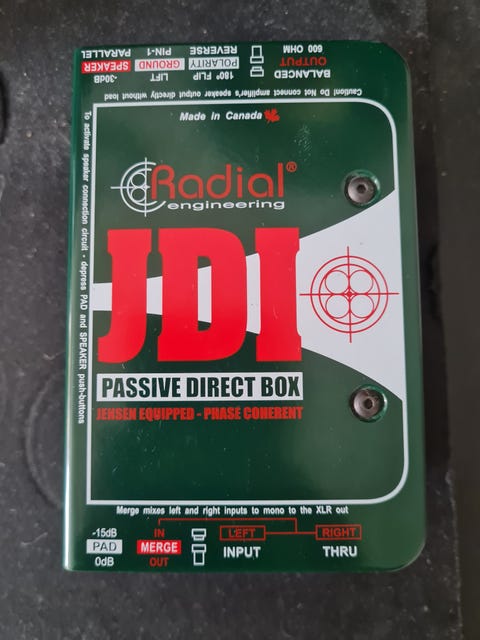 PARALLEL PIN-1 REVERSE
SPEAKER GROUND POLARITY OUTPUT
-30dB LIFT 180° FLIP BALANCED 600 OHM
Caution! Do Not connect amplifier's speaker output directly without load
Made in Canada
Radial®
engineering
JDI
PASSIVE DIRECT BOX
JENSEN EQUIPPED - PHASE COHERENT
To activate speaker connection circuit - depress PAD and SPEAKER push-buttons
Merge mixes left and right inputs to mono to the XLR out
-15dB IN LEFT RIGHT
PAD MERGE INPUT THRU
0dB OUT